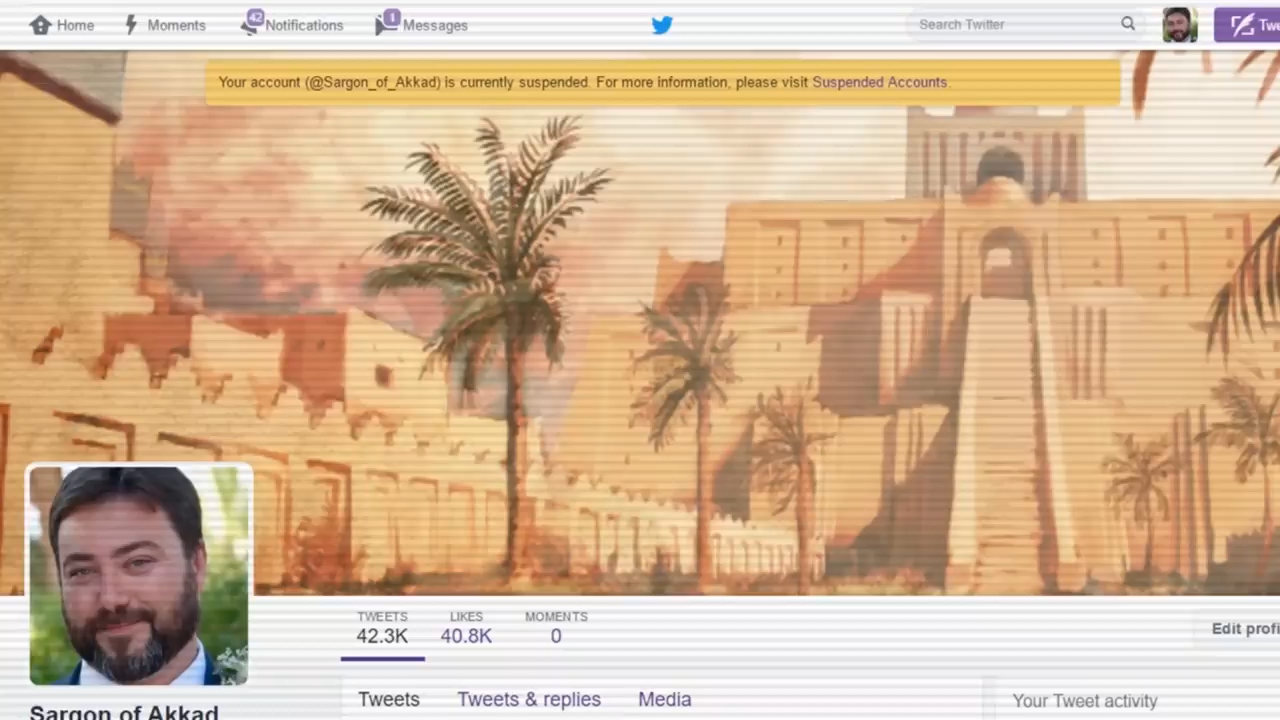 Home Moments 42 Notifications 1 Messages Search Twitter
Your account (@Sargon_of_Akkad) is currently suspended. For more information, please visit Suspended Accounts.
TWEETS LIKES MOMENTS
42.3K 40.8K 0
Edit profi
Tweets Tweets & replies Media
Your Tweet activity
Sargon of Akkad